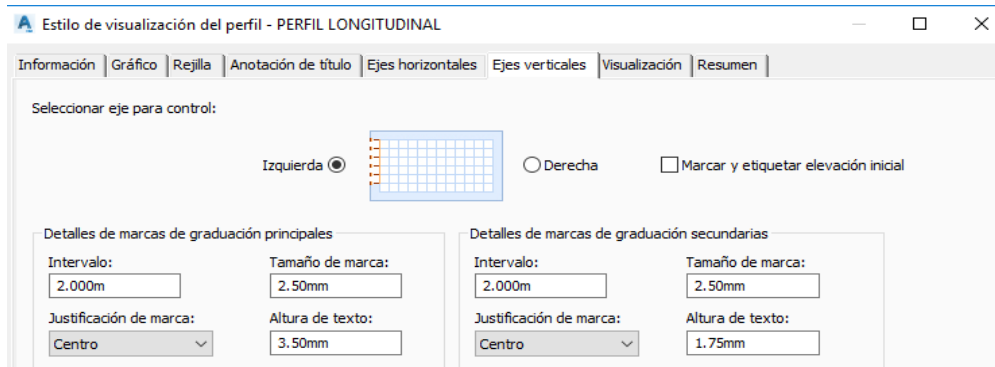 Estilo de visualización del perfil - PERFIL LONGITUDINAL
Información Gráfico Rejilla Anotación de título Ejes horizontales Ejes verticales Visualización Resumen
Seleccionar eje para control:
Izquierda Derecha Marcar y etiquetar elevación inicial
Detalles de marcas de graduación principales Detalles de marcas de graduación secundarias
Intervalo: Tamaño de marca: Intervalo: Tamaño de marca:
2.000m 2.50mm 2.000m 2.50mm
Justificación de marca: Altura de texto: Justificación de marca: Altura de texto:
Centro 3.50mm Centro 1.75mm